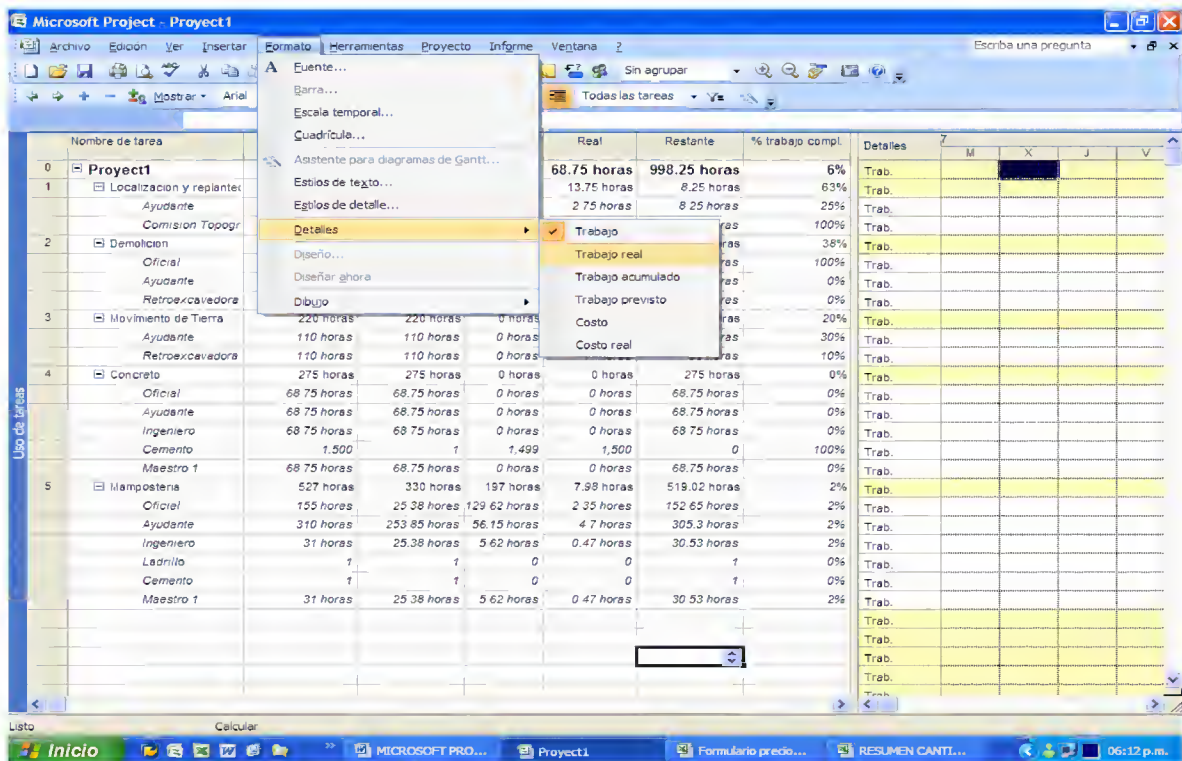 Microsoft Project - Proyect1
Archivo Edición Ver Insertar Formato Herramientas Proyecto Informe Ventana ? Escriba una pregunta
Sin agrupar
Mostrar Arial Todas las tareas
Fuente...
Barra...
Escala temporal...
Cuadrícula...
Asistente para diagramas de Gantt...
Estilos de texto...
Estilos de detalle...
Detalles
Diseño...
Diseñar ahora
Dibujo
Trabajo
Trabajo real
Trabajo acumulado
Trabajo previsto
Costo
Costo real
Nombre de tarea Real Restante % trabajo compl. Detalles 7
M X J V
0 Proyect1 68.75 horas 998.25 horas 6% Trab.
1 Localizacion y replanteo 13.75 horas 8.25 horas 63% Trab.
Ayudante 2 75 horas 8 25 horas 25% Trab.
Comision Topogr ras 100% Trab.
2 Demolicion ras 38% Trab.
Oficial ras 100% Trab.
Ayudante ras 0% Trab.
Retroexcavadora ras 0% Trab.
3 Movimento de Tierra 220 horas 220 horas 0 horas ras 20% Trab.
Ayudante 110 horas 110 horas 0 horas ras 30% Trab.
Retroexcavadora 110 horas 110 horas 0 horas ras 10% Trab.
4 Concreto 275 horas 275 horas 0 horas 0 horas 275 horas 0% Trab.
Oficial 68 75 horas 68.75 horas 0 horas 0 horas 68.75 horas 0% Trab.
Ayudante 68 75 horas 68.75 horas 0 horas 0 horas 68.75 horas 0% Trab.
Ingeniero 68 75 horas 68 75 horas 0 horas 0 horas 68 75 horas 0% Trab.
Cemento 1.500 1 1,499 1,500 0 100% Trab.
Maestro 1 68 75 horas 68.75 horas 0 horas 0 horas 68.75 horas 0% Trab.
5 Mamposteria 527 horas 330 horas 197 horas 7.98 horas 519.02 horas 2% Trab.
Oficial 155 horas 25 38 horas 129 62 horas 2 35 horas 152 65 horas 2% Trab.
Ayudante 310 horas 253 85 horas 56.15 horas 4 7 horas 305.3 horas 2% Trab.
Ingeniero 31 horas 25.38 horas 5 62 horas 0.47 horas 30.53 horas 2% Trab.
Ladrillo 1 1 0 0 1 0% Trab.
Cemento 1 1 0 0 1 0% Trab.
Maestro 1 31 horas 25 38 horas 5 62 horas 0 47 horas 30 53 horas 2% Trab.
Trab.
Trab.
Trab.
Trab.
Trab.
Uso de tareas
Listo Calcular
Inicio MICROSOFT PRO... Proyect1 Formulario precio... RESUMEN CANTI... 06:12 p.m.